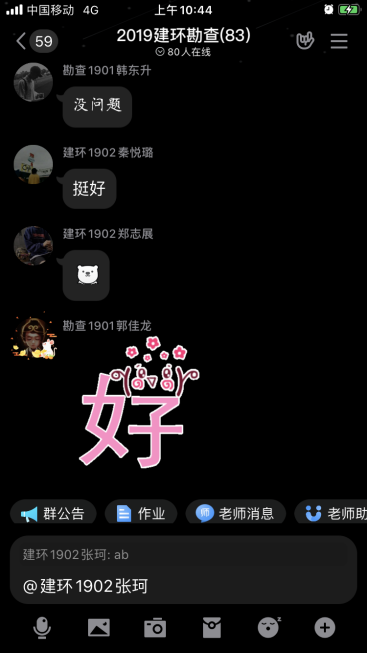 中国移动 4G 上午10:44
59 2019建环勘查(83)
80人在线
勘查1901韩东升
没问题
建环1902秦悦璐
挺好
建环1902郑志展
勘查1901郭佳龙
好
群公告 作业 老师消息 老师助
师
建环1902张珂: ab
@建环1902张珂
z